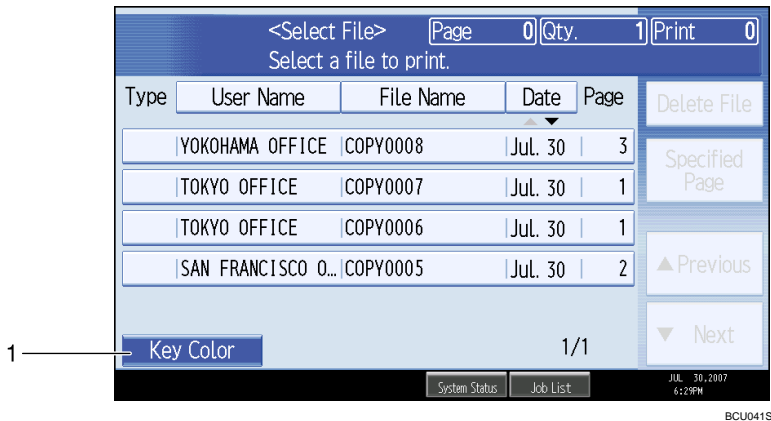 <Select File> Page 0 Qty. 1 Print 0
Select a file to print.
Type User Name File Name Date Page Delete File
▲ ▼
YOKOHAMA OFFICE COPY0008 Jul. 30 3
Specified
Page
TOKYO OFFICE COPY0007 Jul. 30 1
TOKYO OFFICE COPY0006 Jul. 30 1
SAN FRANCISCO O... COPY0005 Jul. 30 2
▲ Previous
1 Key Color 1/1 ▼ Next
System Status Job List JUL 30.2007
6:29PM
BCU041S